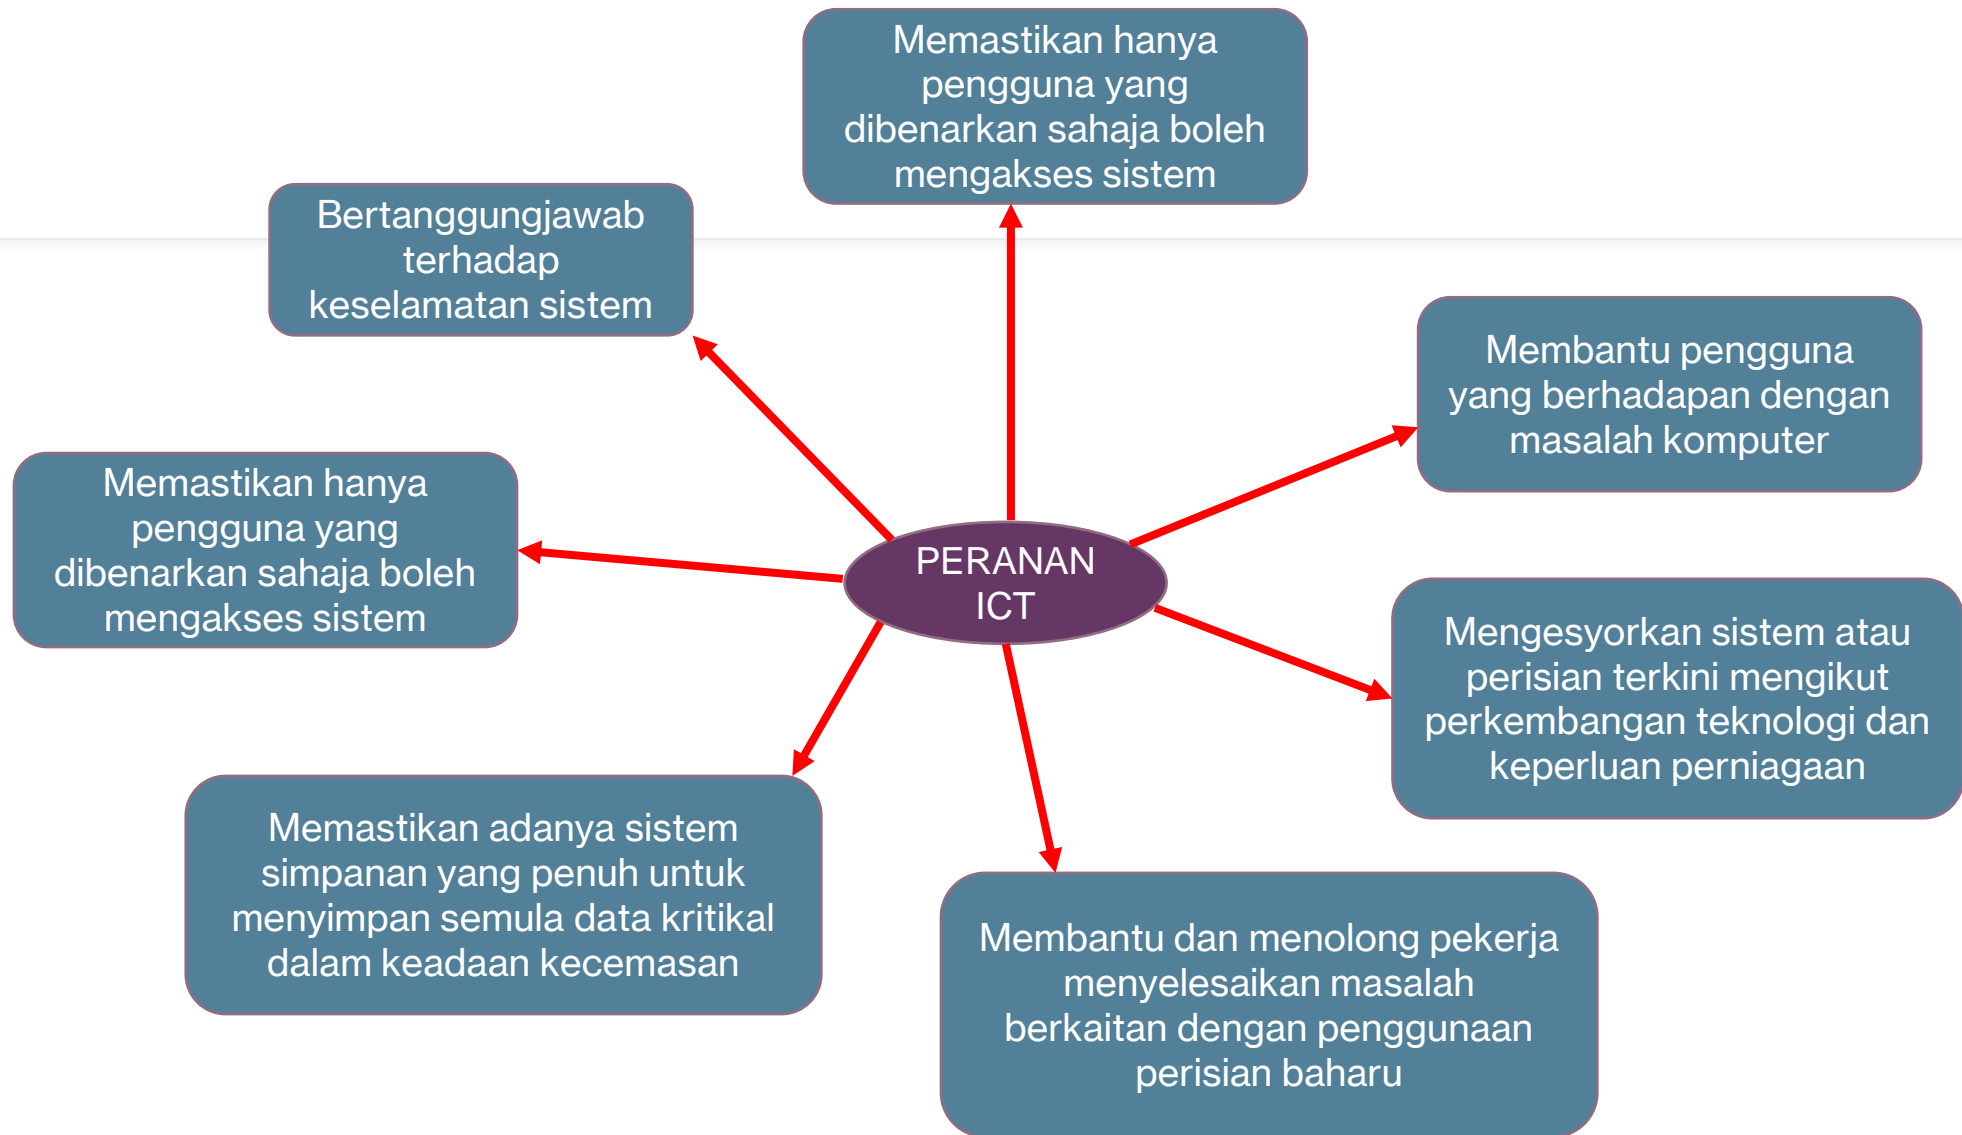 Memastikan hanya
pengguna yang
dibenarkan sahaja boleh
mengakses sistem
Bertanggungjawab
terhadap
keselamatan sistem
Membantu pengguna
yang berhadapan dengan
masalah komputer
Memastikan hanya
pengguna yang
dibenarkan sahaja boleh
mengakses sistem
PERANAN
ICT
Mengesyorkan sistem atau
perisian terkini mengikut
perkembangan teknologi dan
keperluan perniagaan
Memastikan adanya sistem
simpanan yang penuh untuk
menyimpan semula data kritikal
dalam keadaan kecemasan
Membantu dan menolong pekerja
menyelesaikan masalah
berkaitan dengan penggunaan
perisian baharu